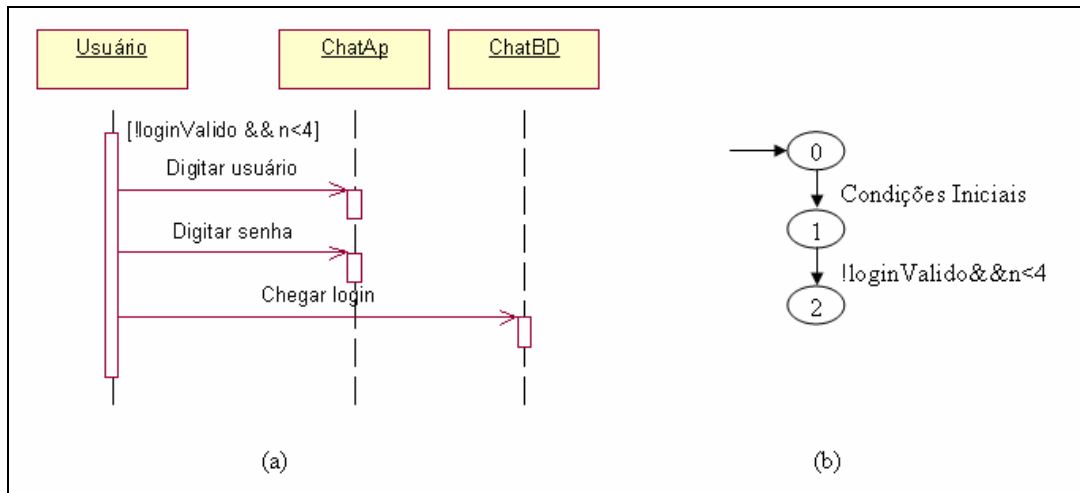 Usuário
ChatAp
ChatBD
[!loginValido && n<4]
Digitar usuário
Digitar senha
Chegar login
(a)
0
Condições Iniciais
1
!loginValido&&n<4
2
(b)